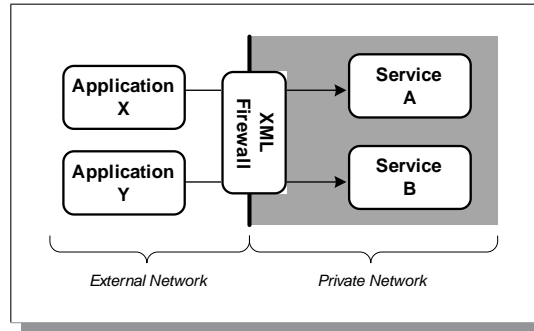 Application
X
XML
Firewall
Service
A
Application
Y
Service
B
External Network
Private Network